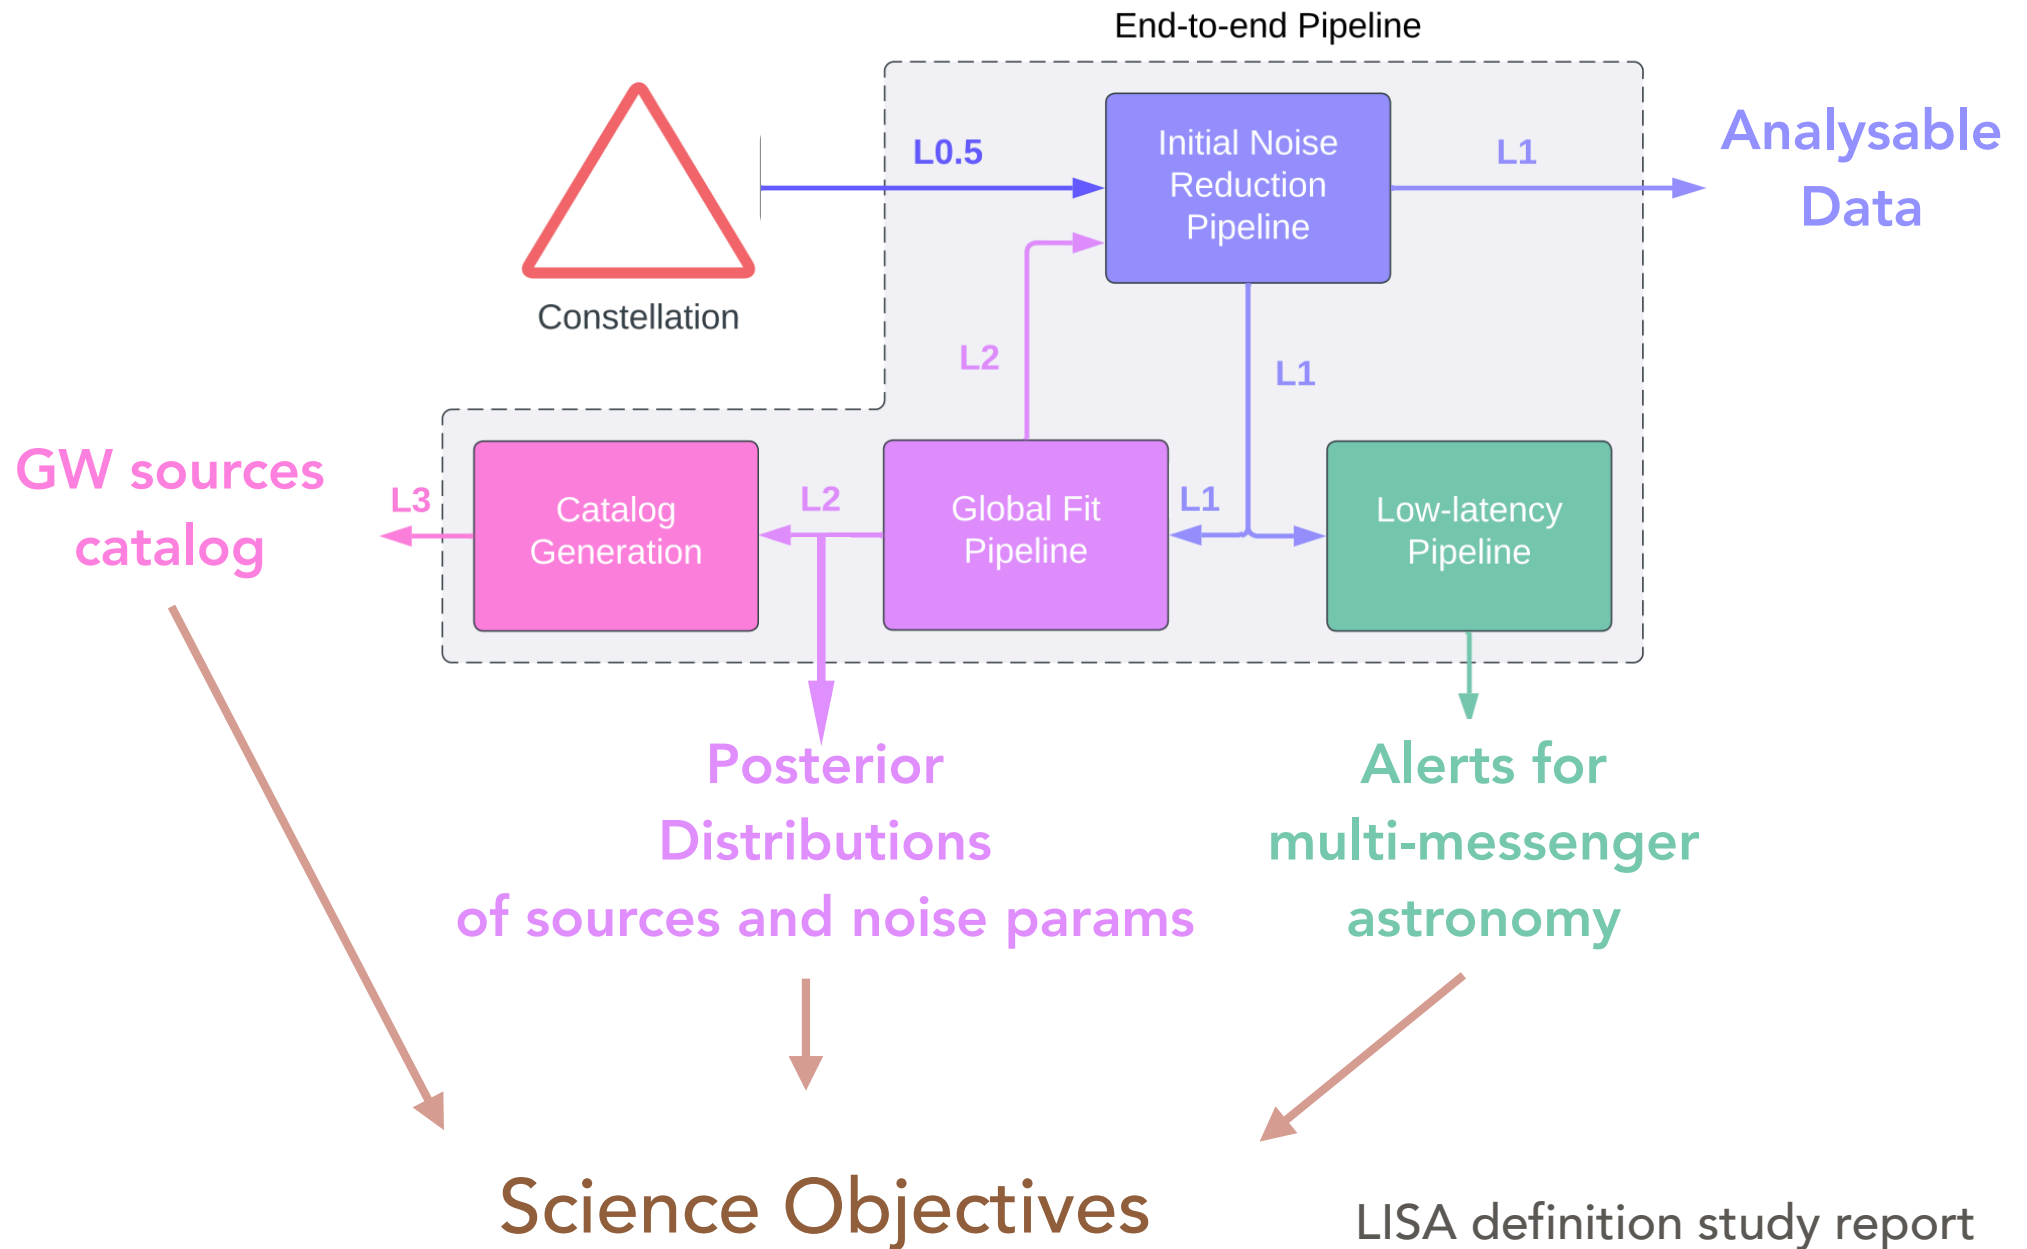 End-to-end Pipeline
Initial Noise
Reduction
Pipeline
L0.5
L1
Analysable
Data
Constellation
L2
L1
GW sources
catalog
L3
Catalog
Generation
L2
Global Fit
Pipeline
L1
Low-latency
Pipeline
Posterior
Distributions
of sources and noise params
Alerts for
multi-messenger
astronomy
Science Objectives
LISA definition study report